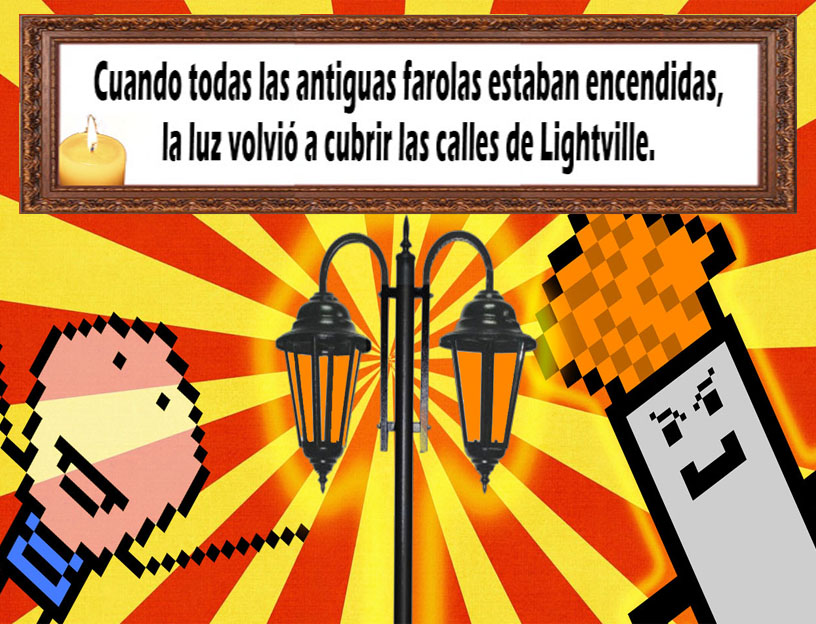 Cuando todas las antiguas farolas estaban encendidas,
la luz volvió a cubrir las calles de Lightville.